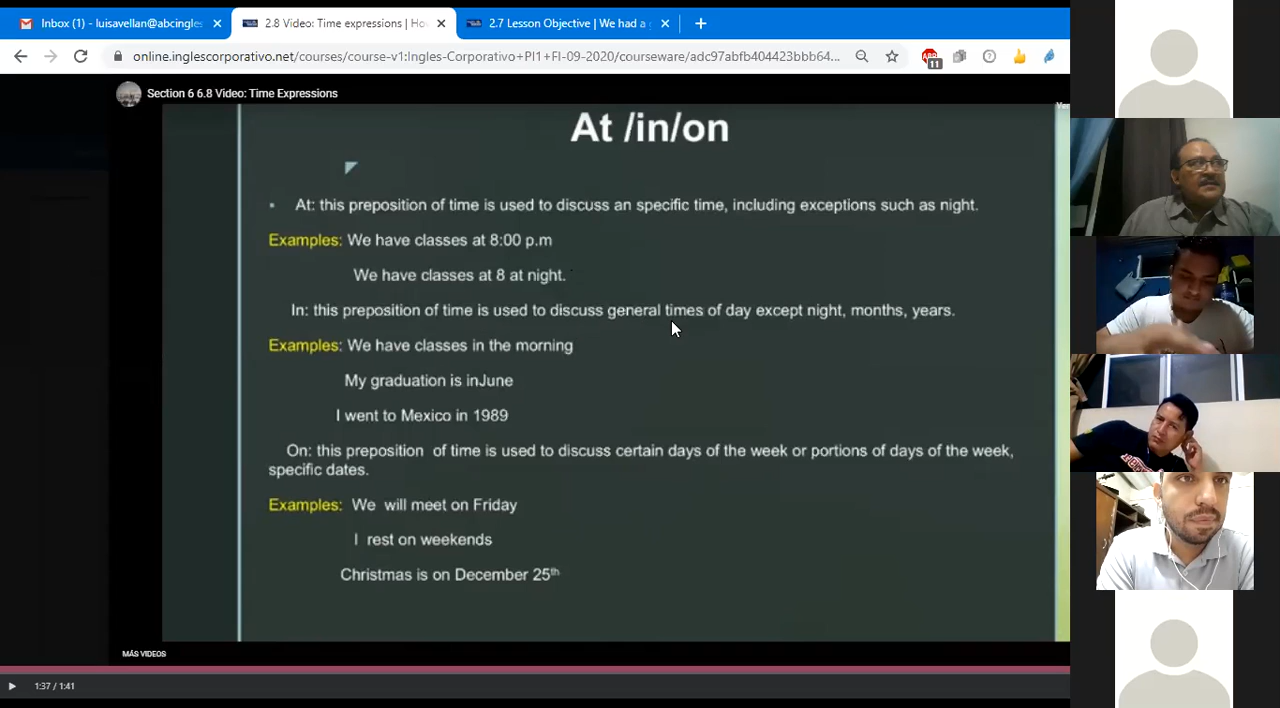 Inbox (1) - luisavellan@abcingles
2.8 Video: Time expressions | Ho
2.7 Lesson Objective | We had a g
online.inglescorporativo.net/courses/course-v1:Ingles-Corporativo+PI1+FI-09-2020/courseware/adc97abfb404423bbb64...
11
Section 6 6.8 Video: Time Expressions
Ver
At /in/on
At: this preposition of time is used to discuss an specific time, including exceptions such as night.
Examples: We have classes at 8:00 p.m
We have classes at 8 at night.
In: this preposition of time is used to discuss general times of day except night, months, years.
Examples: We have classes in the morning
My graduation is inJune
I went to Mexico in 1989
On: this preposition of time is used to discuss certain days of the week or portions of days of the week,
specific dates.
Examples: We will meet on Friday
I rest on weekends
Christmas is on December 25th
MÁS VIDEOS
1:37 / 1:41